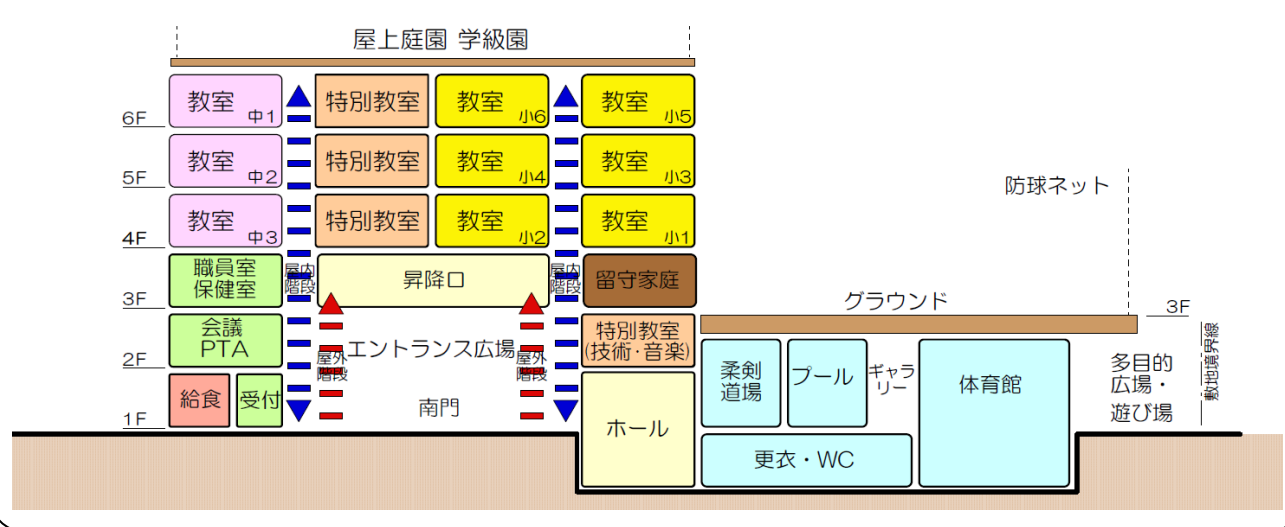 屋上庭園 学級園
6F
教室 中1
特別教室
教室 小6
教室 小5
5F
教室 中2
特別教室
教室 小4
教室 小3
防球ネット
4F
教室 中3
特別教室
教室 小2
教室 小1
3F
職員室
保健室
屋内
階段
昇降口
屋内
階段
留守家庭
グラウンド
3F
2F
会議
PTA
屋外
階段
エントランス広場
屋外
階段
特別教室
(技術・音楽)
柔剣
道場
プール
ギャラ
リー
体育館
多目的
広場・
遊び場
敷地境界線
1F
給食
受付
南門
ホール
更衣・WC